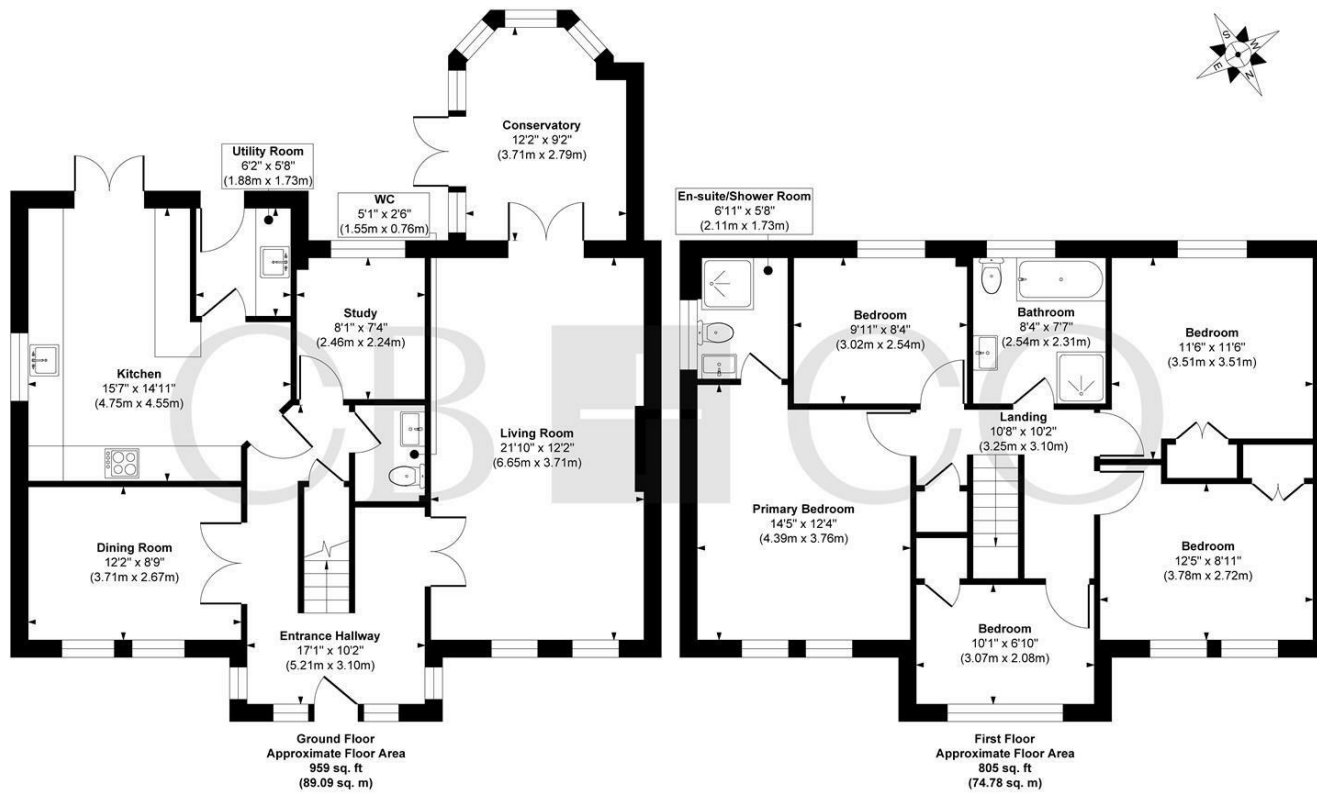 Conservatory
12'2" x 9'2"
(3.71m x 2.79m)
Utility Room
6'2" x 5'8"
(1.88m x 1.73m)
WC
5'1" x 2'6"
(1.55m x 0.76m)
Study
8'1" x 7'4"
(2.46m x 2.24m)
Kitchen
15'7" x 14'11"
(4.75m x 4.55m)
Living Room
21'10" x 12'2"
(6.65m x 3.71m)
Dining Room
12'2" x 8'9"
(3.71m x 2.67m)
Entrance Hallway
17'1" x 10'2"
(5.21m x 3.10m)
Ground Floor
Approximate Floor Area
959 sq. ft
(89.09 sq. m)
S
W
E
N
En-suite/Shower Room
6'11" x 5'8"
(2.11m x 1.73m)
Bedroom
9'11" x 8'4"
(3.02m x 2.54m)
Bathroom
8'4" x 7'7"
(2.54m x 2.31m)
Bedroom
11'6" x 11'6"
(3.51m x 3.51m)
Landing
10'8" x 10'2"
(3.25m x 3.10m)
Primary Bedroom
14'5" x 12'4"
(4.39m x 3.76m)
Bedroom
12'5" x 8'11"
(3.78m x 2.72m)
Bedroom
10'1" x 6'10"
(3.07m x 2.08m)
First Floor
Approximate Floor Area
805 sq. ft
(74.78 sq. m)
CB + CO